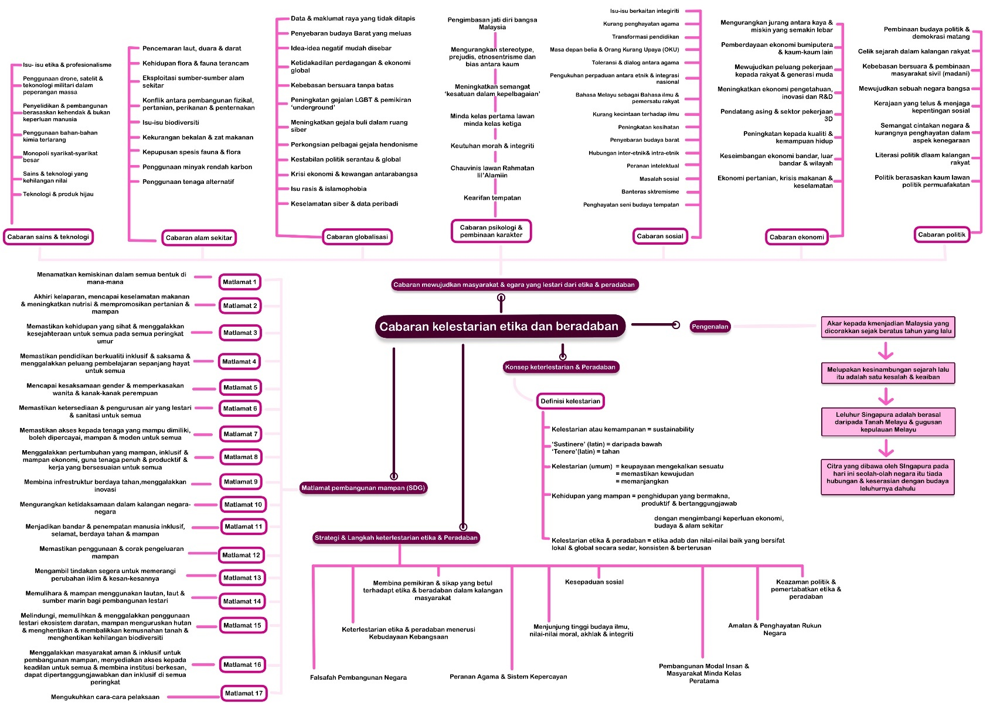 Isu- isu etika & profesionalisme
Penggunaan drone, satelit &
tekonologi militari dalam
peperangan massa
Penyelidikan & pembangunan
berasaskan kehendak & bukan
keperluan manusia
Penggunaan bahan-bahan
kimia terlarang
Monopoli syarikat-syarikat
besar
Sains & teknologi yang
kehilangan nilai
Teknologi & produk hijau
Cabaran sains & teknologi
Pencemaran laut, duara & darat
Kehidupan flora & fauna terancam
Eksploitasi sumber-sumber alam
sekitar
Konflik antara pembangunan fizikal,
pertanian, perikanan & penternakan
Isu-isu biodiversiti
Kekurangan bekalan & zat makanan
Kepupusan spesis fauna & flora
Penggunaan minyak rendah karbon
Penggunaan tenaga alternatif
Cabaran alam sekitar
Data & maklumat raya yang tidak ditapis
Penyebaran budaya Barat yang meluas
Idea-idea negatif mudah disebar
Ketidakadilan perdagangan & ekonomi
global
Kebebasan bersuara tanpa batas
Peningkatan gejalan LGBT & pemikiran
‘underground’
Meningkatkan gejala buli dalam ruang
siber
Perkongsian pelbagai gejala hendonisme
Kestabilan politik serantau & global
Krisi ekonomi & kewangan antarabangsa
Isu rasis & islamophobia
Keselamatan siber & data peribadi
Cabaran globalisasi
Pengimbasan jati diri bangsa
Malaysia
Mengurangkan stereotype,
prejudis, etnosentrisme dan
bias antara kaum
Meningkatkan semangat
‘kesatuan dalam kepelbagaian’
Minda kelas pertama lawan
minda kelas ketiga
Keutuhan morah & integriti
Chauvinis lawan Rahmatan
lil’Alamiin
Kearifan tempatan
Cabaran psikologi &
pembinaan karakter
Isu-isu berkaitan integiriti
Kurang penghayatan agama
Transformasi pendidikan
Masa depan belia & Orang Kurang Upaya (OKU)
Toleransi & dialog antara agama
Pengukuhan perpaduan antara etnik & integrasi
nasional
Bahasa Melayu sebagai Bahasa ilmu &
pemersatu rakyat
Kurang kecintaan terhadap ilmu
Peningkatan kesihatan
Penyebaran budaya barat
Hubungan inter-etnik& intra-etnik
Peranan intelektual
Masalah sosial
Banteras sktremisme
Penghayatan seni budaya tempatan
Cabaran sosial
Mengurangkan jurang antara kaya &
miskin yang semakin lebar
Pemberdayaan ekonomi bumiputera
& kaum-kaum lain
Mewujudkan peluang pekerjaan
kepada rakyat & generasi muda
Meningkatkan ekonomi pengetahuan,
inovasi dan R&D
Pendatang asing & sektor pekerjaan
3D
Peningkatan kepada kualiti &
kemampuan hidup
Keseimbangan ekonomi bandar, luar
bandar & wilayah
Ekonomi pertanian, krisis makanan &
keselamatan
Cabaran ekonomi
Pembinaan budaya politik &
demokrasi matang
Celik sejarah dalam kalangan rakyat
Kebebasan bersuara & pembinaan
masyarakat sivil (madani)
Mewujudkan sebuah negara bangsa
Kerajaan yang telus & menjaga
kepentingan sosial
Semangat cintakan negara &
kurangnya penghayatan dalam
aspek kenegaraan
Literasi politik dlaam kalangan
rakyat
Politik berasaskan kaum lawan
politik permuafakatan
Cabaran politik
Cabaran mewujudkan masyarakat & egara yang lestari dari etika & peradaban
Cabaran kelestarian etika dan beradaban
Pengenalan
Akar kepada kmenjadian Malaysia yang
dicorakkan sejak beratus tahun yang lalu
Melupakan kesinambungan sejarah lalu
itu adalah satu kesalah & keaiban
Leluhur Singapura adalah berasal
daripada Tanah Melayu & gugusan
kepulauan Melayu
Citra yang dibawa oleh SIngapura pada
hari ini seolah-olah negara itu tiada
hubungan & keserasian dengan budaya
leluhurnya dahulu
Konsep keterlestarian & Peradaban
Definisi kelestarian
Kelestarian atau kemampanan = sustainability
‘Sustinere’ (latin) = daripada bawah
‘Tenere’(latin) = tahan
Kelestarian (umum) = keupayaan mengekalkan sesuatu
= memastikan kewujudan
= memanjangkan
Kehidupan yang mampan = penghidupan yang bermakna,
produktif & bertanggungjawab
dengan mengimbangi keperluan ekonomi,
budaya & alam sekitar
Kelestarian etika & peradaban = etika adab dan nilai-nilai baik yang bersifat
lokal & global secara sedar, konsisten & berterusan
Matlamat pembangunan mampan (SDG)
Menamatkan kemiskinan dalam semua bentuk di
mana-mana
Matlamat 1
Akhiri kelaparan, mencapai keselamatan makanan
& meningkatkan nutrisi & mempromosikan pertanian &
mampan
Matlamat 2
Memastikan kehidupan yang sihat & menggalakkan
kesejahteraan untuk semua pada semua peringkat
umur
Matlamat 3
Memastikan pendidikan berkualiti inklusif & saksama &
menggalakkan peluang pembelajaran sepanjang hayat
untuk semua
Matlamat 4
Mencapai kesaksamaan gender & memperkasakan
wanita & kanak-kanak perempuan
Matlamat 5
Memastikan ketersediaan & pengurusan air yang lestari
& sanitasi untuk semua
Matlamat 6
Memastikan akses kepada tenaga yang mampu dimiliki,
boleh dipercayai, mampan & moden untuk semua
Matlamat 7
Menggalakkan pertumbuhan yang mampan, inklusif &
mampan ekonomi, guna tenaga penuh & productif &
kerja yang bersesuaian untuk semua
Matlamat 8
Membina infrastruktur berdaya tahan,menggalakkan
inovasi
Matlamat 9
Mengurangkan ketidaksamaan dalam kalangan negara-
negara
Matlamat 10
Menjadikan bandar & penempatan manusia inklusif,
selamat, berdaya tahan & mampan
Matlamat 11
Memastikan penggunaan & corak pengeluaran
mampan
Matlamat 12
Mengambil tindakan segera untuk memerangi
perubahan iklim & kesan-kesannya
Matlamat 13
Memulihara & mampan menggunakan lautan, laut &
sumber marin bagi pembangunan lestari
Matlamat 14
Melindungi, memulihkan & menggalakkan penggunaan
lestari ekosistem daratan, mampan menguruskan hutan
& menghentikan & membalikkan kemusnahan tanah &
menghentikan kehilangan biodiversiti
Matlamat 15
Menggalakkan masyarakat aman & inklusif untuk
pembangunan mampan, menyediakan akses kepada
keadilan untuk semua & membina institusi berkesan,
dapat dipertanggungjawabkan dan inklusif di semua
peringkat
Matlamat 16
Mengukuhkan cara-cara pelaksaan
Matlamat 17
Strategi & Langkah keterlestarian etika & Peradaban
Falsafah Pembangunan Negara
Keterlestarian etika & peradaban menerusi
Kebudayaan Kebangsaan
Membina pemikiran & sikap yang betul
terhadapt etika & beradaban dalam kalangan
masyarakat
Peranan Agama & Sistem Kepercayan
Menjunjung tinggi budaya ilmu,
nilai-nilai moral, akhlak & integriti
Kesepaduan sosial
Pembangunan Modal Insan &
Masyarakat Minda Kelas
Peratama
Amalan & Penghayatan Rukun
Negara
Keazaman politik &
pemertabatkan etika &
peradaban